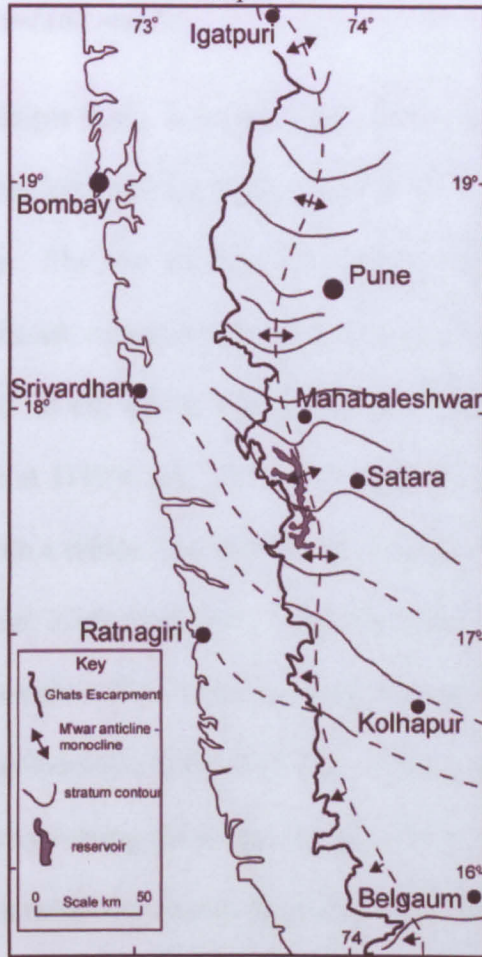 73
74°
Igatpuri
19°
19°
Bombay
Pune
Srivardhan
18°
Mahabaleshwar
Satara
Ratnagiri
17°
Key
Ghats Escarpment
M'war anticline -
monocline
stratum contour
reservoir
0
50
Scale km
Kolhapur
16°
Belgaum
74